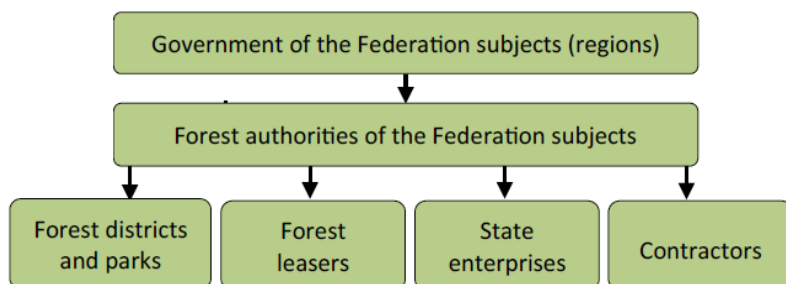 Government of the Federation subjects (regions)
Forest authorities of the Federation subjects
Forest districts
and parks
Forest
leasers
State
enterprises
Contractors